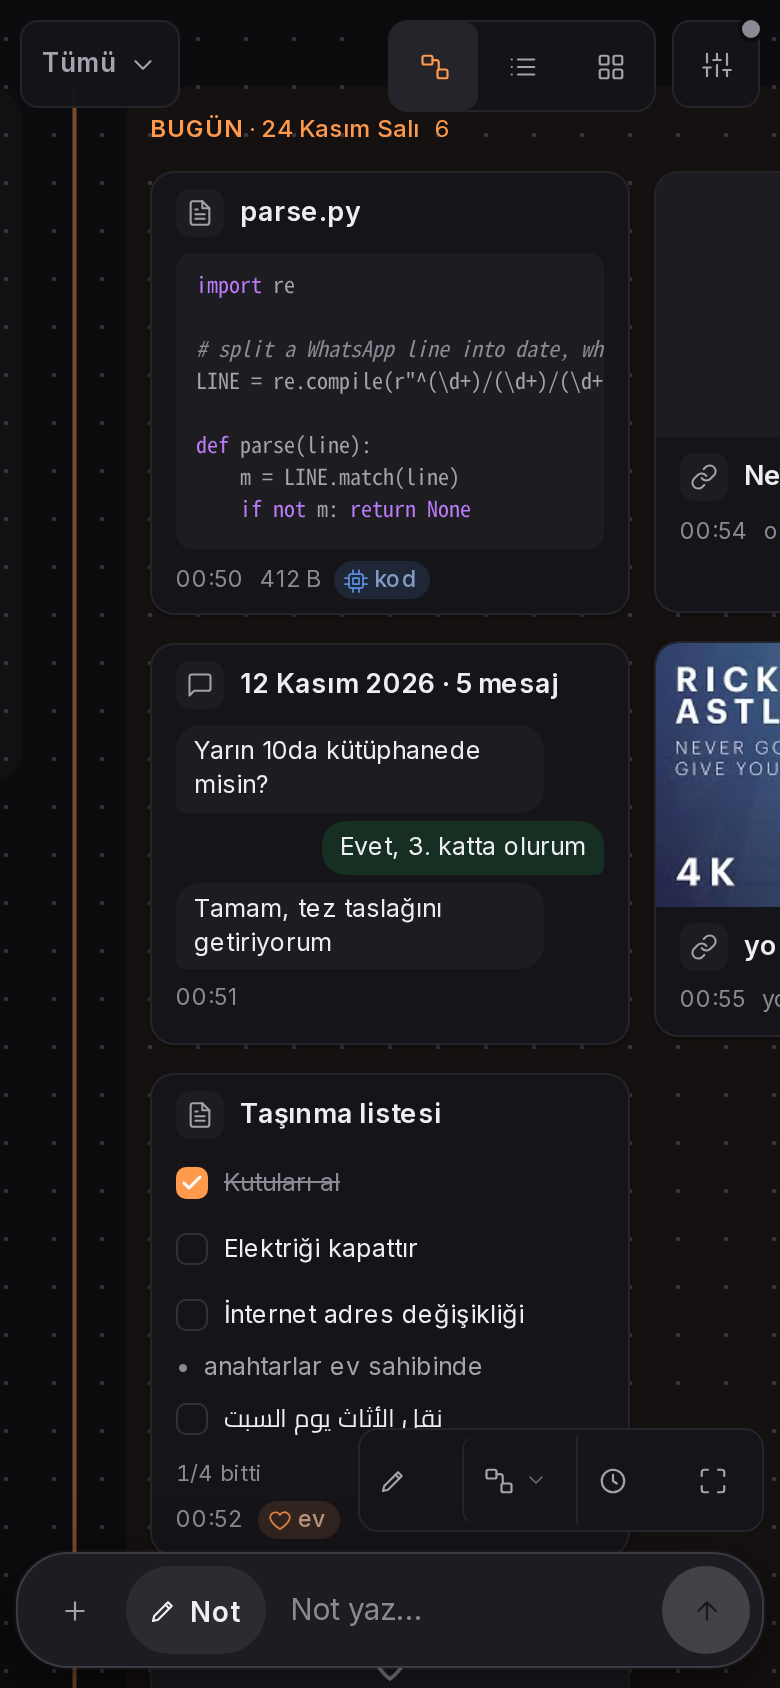 Tümü
BUGÜN · 24 Kasım Salı 6
parse.py
import re
# split a WhatsApp line into date, wh
LINE = re.compile(r"^(\d+)/(\d+)/(\d+
def parse(line):
m = LINE.match(line)
if not m: return None
00:50 412 B kod
Ne
00:54
12 Kasım 2026 · 5 mesaj
Yarın 10da kütüphanede
misin?
Evet, 3. katta olurum
Tamam, tez taslağını
getiriyorum
00:51
RICK
ASTL
NEVER GO
GIVE YOU
4K
yo
00:55
Taşınma listesi
Kutuları al
Elektriği kapattır
İnternet adres değişikliği
• anahtarlar ev sahibinde
نقل الأثاث يوم السبت
1/4 bitti
00:52 ev
Not
Not yaz...